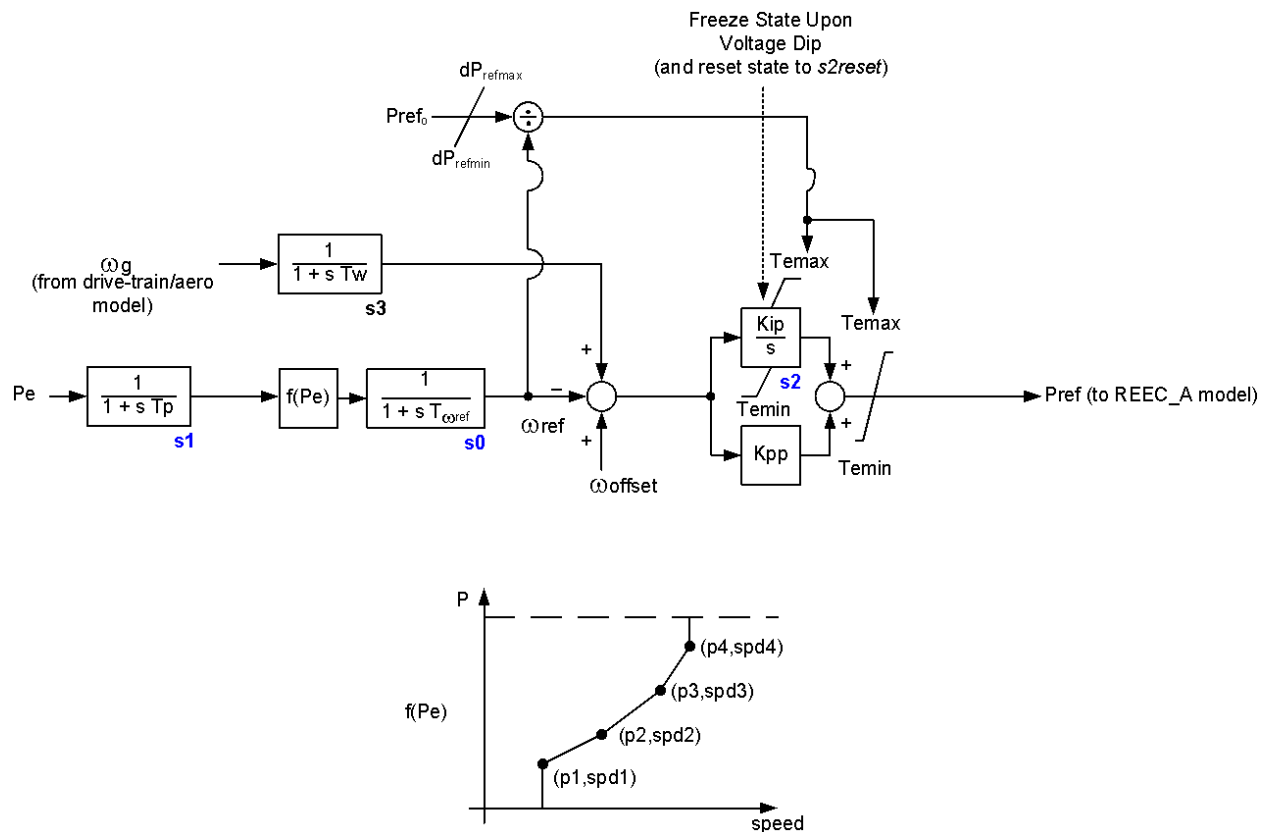 Freeze State Upon
Voltage Dip
(and reset state to s2reset)
dPrefmax
Pref0
÷
dPrefmin
ωg
(from drive-train/aero
model)
1
1 + s Tw
s3
Temax
Temax
Kip
s
s2
Temin
+
Pe
1
1 + s Tp
s1
f(Pe)
1
1 + s Tωref
s0
−
ωref
+
ωoffset
Kpp
+
+
Temin
Pref (to REEC_A model)
P
(p4,spd4)
(p3,spd3)
f(Pe)
(p2,spd2)
(p1,spd1)
speed